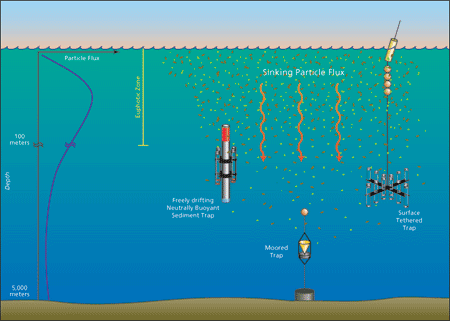 Particle Flux
Euphotic Zone
Sinking Particle Flux
100
meters
Depth
Freely drifting
Neutrally Buoyant
Sediment Trap
Surface
Tethered
Trap
Moored
Trap
5,000
meters